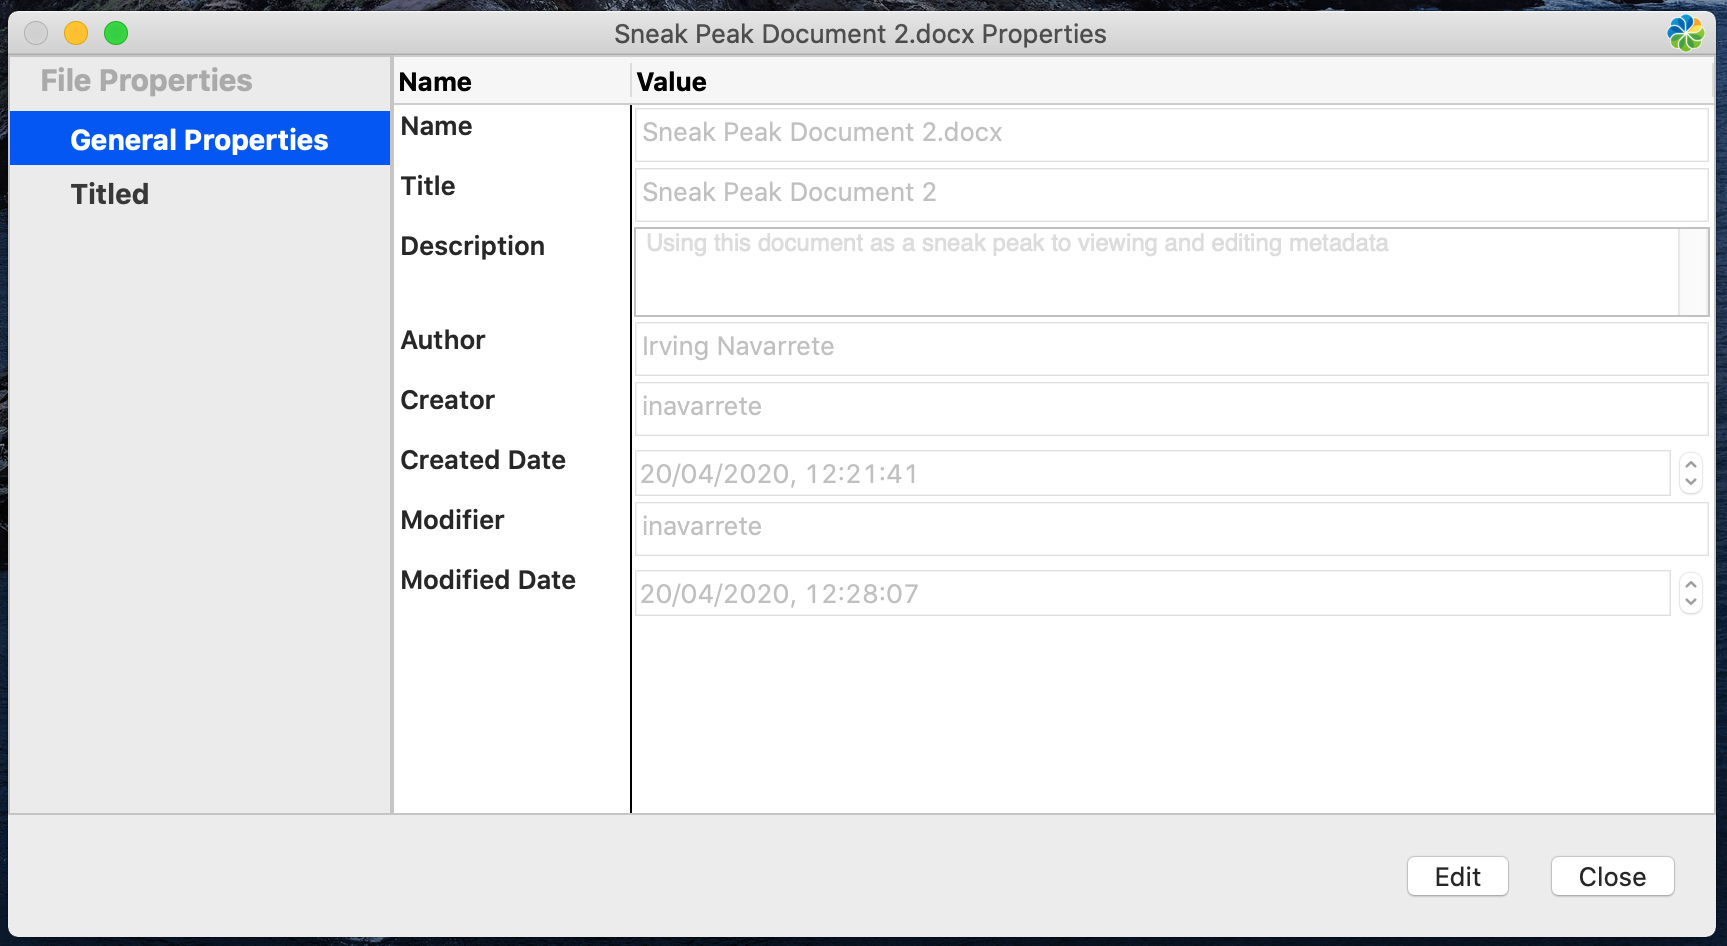 Sneak Peak Document 2.docx Properties
File Properties
General Properties
Titled
Name Value
Name Sneak Peak Document 2.docx
Title Sneak Peak Document 2
Description Using this document as a sneak peak to viewing and editing metadata
Author Irving Navarrete
Creator inavarrete
Created Date 20/04/2020, 12:21:41
Modifier inavarrete
Modified Date 20/04/2020, 12:28:07
Edit Close